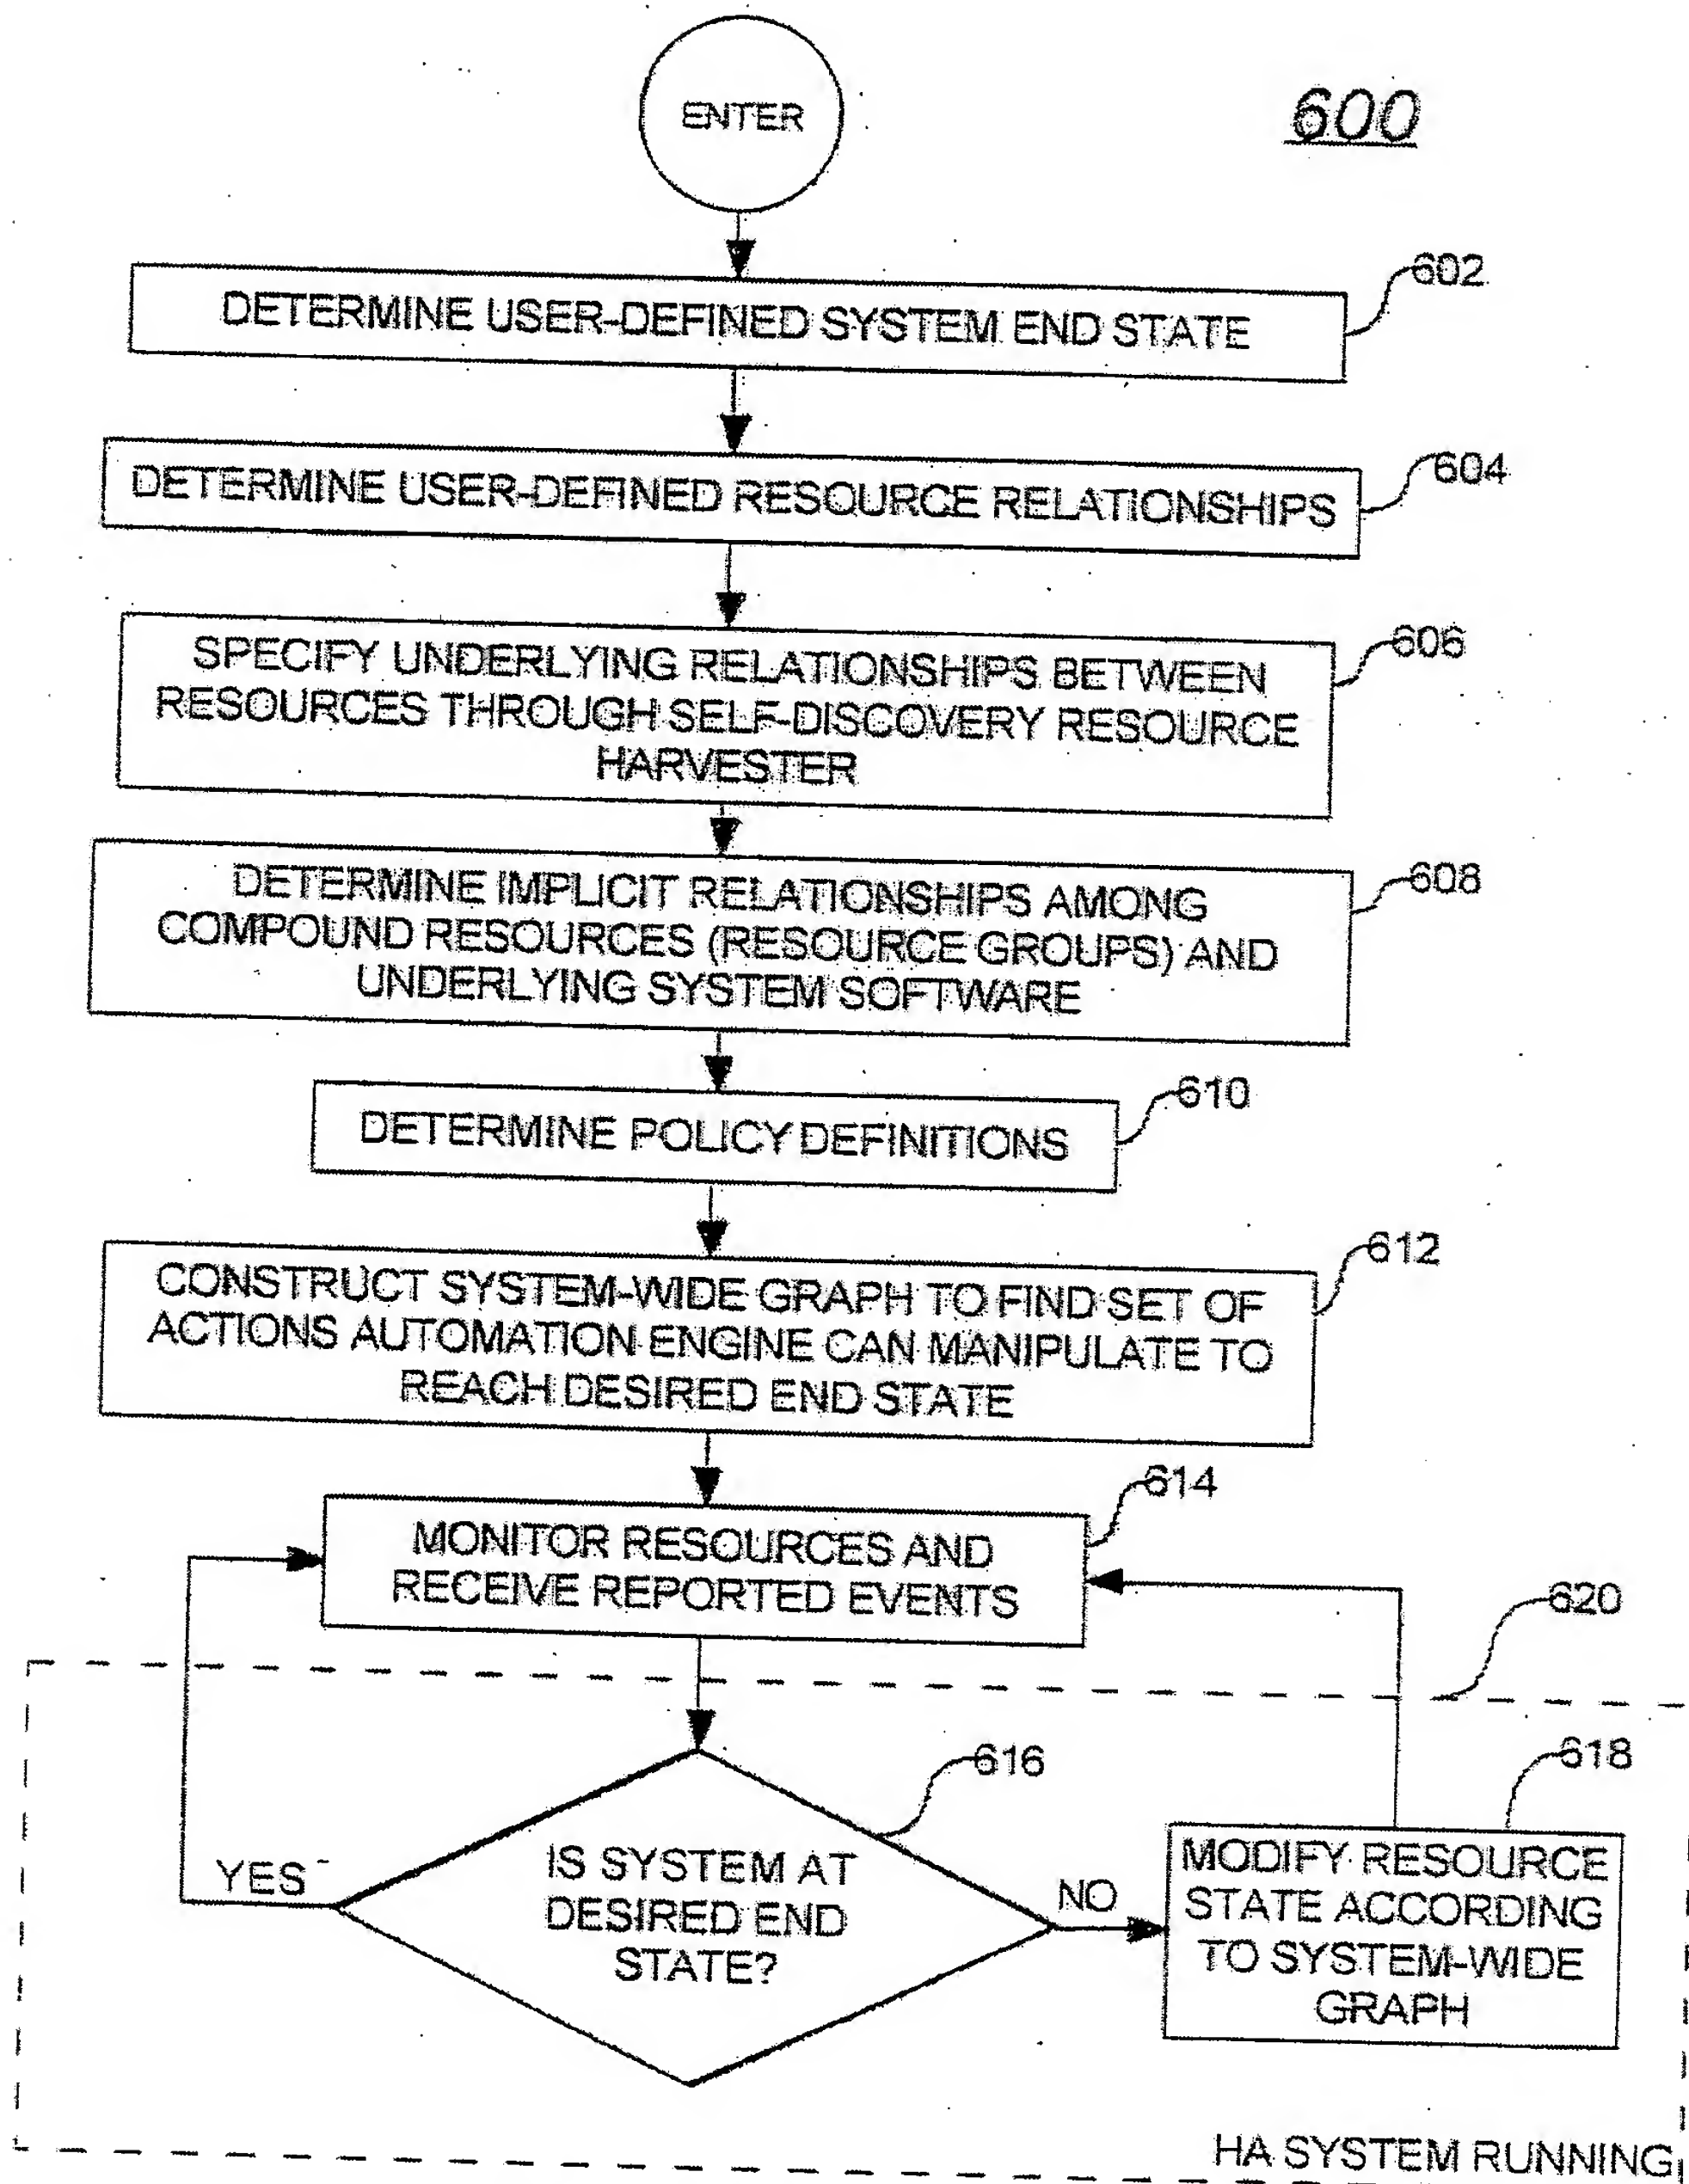 ENTER
600
DETERMINE USER-DEFINED SYSTEM END STATE
602
DETERMINE USER-DEFINED RESOURCE RELATIONSHIPS
604
SPECIFY UNDERLYING RELATIONSHIPS BETWEEN
RESOURCES THROUGH SELF-DISCOVERY RESOURCE
HARVESTER
606
DETERMINE IMPLICIT RELATIONSHIPS AMONG
COMPOUND RESOURCES (RESOURCE GROUPS) AND
UNDERLYING SYSTEM SOFTWARE
608
DETERMINE POLICY DEFINITIONS
610
CONSTRUCT SYSTEM-WIDE GRAPH TO FIND SET OF
ACTIONS AUTOMATION ENGINE CAN MANIPULATE TO
REACH DESIRED END STATE
612
MONITOR RESOURCES AND
RECEIVE REPORTED EVENTS
614
620
IS SYSTEM AT
DESIRED END
STATE?
616
YES
NO
MODIFY RESOURCE
STATE ACCORDING
TO SYSTEM-WIDE
GRAPH
618
HA SYSTEM RUNNING